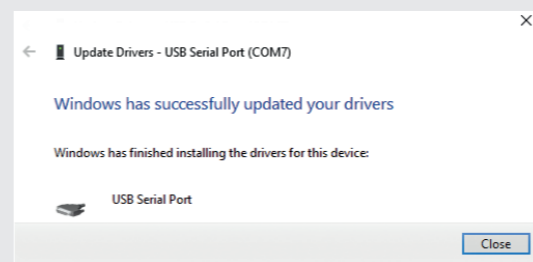 Update Drivers - USB Serial Port (COM7)
Windows has successfully updated your drivers
Windows has finished installing the drivers for this device:
USB Serial Port
Close